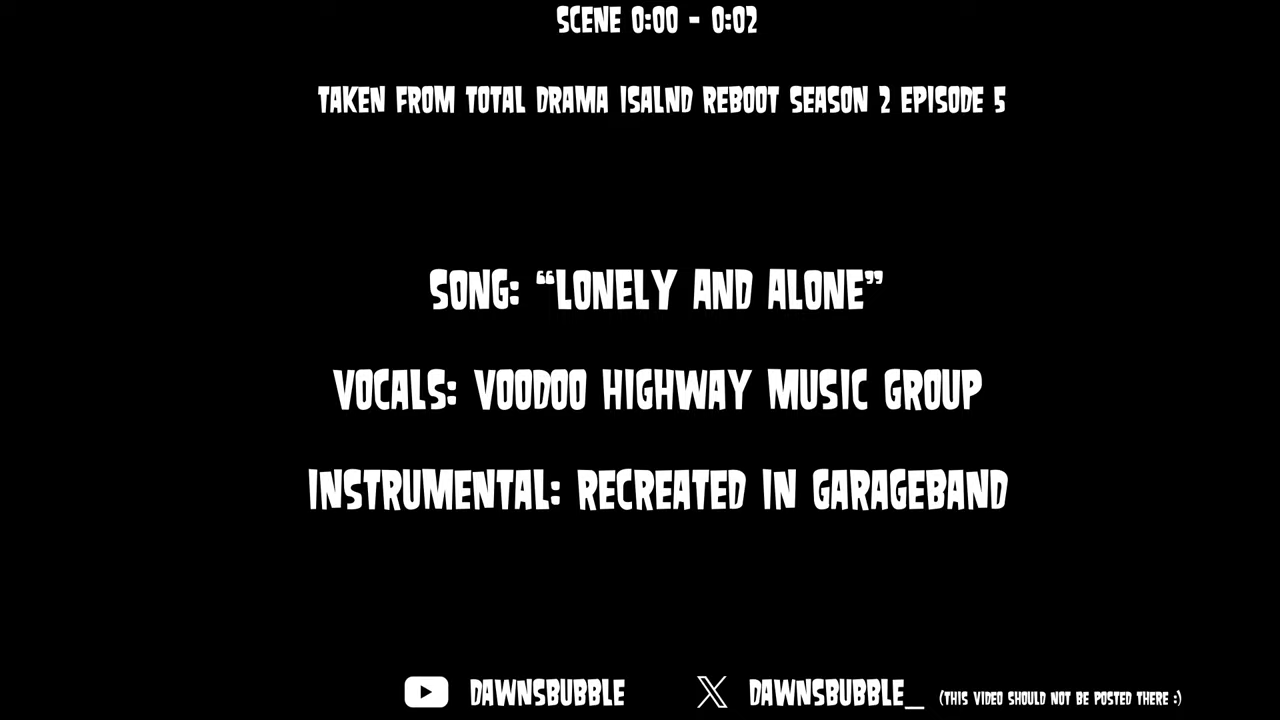 SCENE 0:00 - 0:02
TAKEN FROM TOTAL DRAMA ISALND REBOOT SEASON 2 EPISODE 5
SONG: “LONELY AND ALONE”
VOCALS: VOODOO HIGHWAY MUSIC GROUP
INSTRUMENTAL: RECREATED IN GARAGEBAND
DAWNSBUBBLE X DAWNSBUBBLE_ (THIS VIDEO SHOULD NOT BE POSTED THERE :)